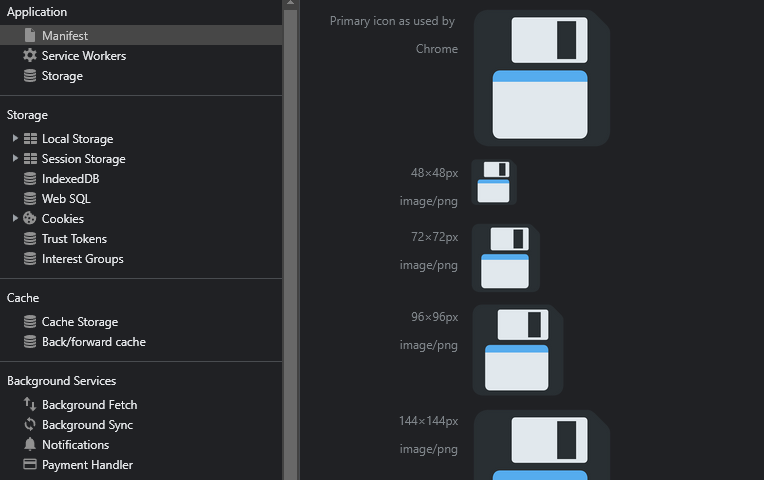 Application
Manifest
Service Workers
Storage
Storage
Local Storage
Session Storage
IndexedDB
Web SQL
Cookies
Trust Tokens
Interest Groups
Cache
Cache Storage
Back/forward cache
Background Services
Background Fetch
Background Sync
Notifications
Payment Handler
Primary icon as used by
Chrome
48×48px
image/png
72×72px
image/png
96×96px
image/png
144×144px
image/png